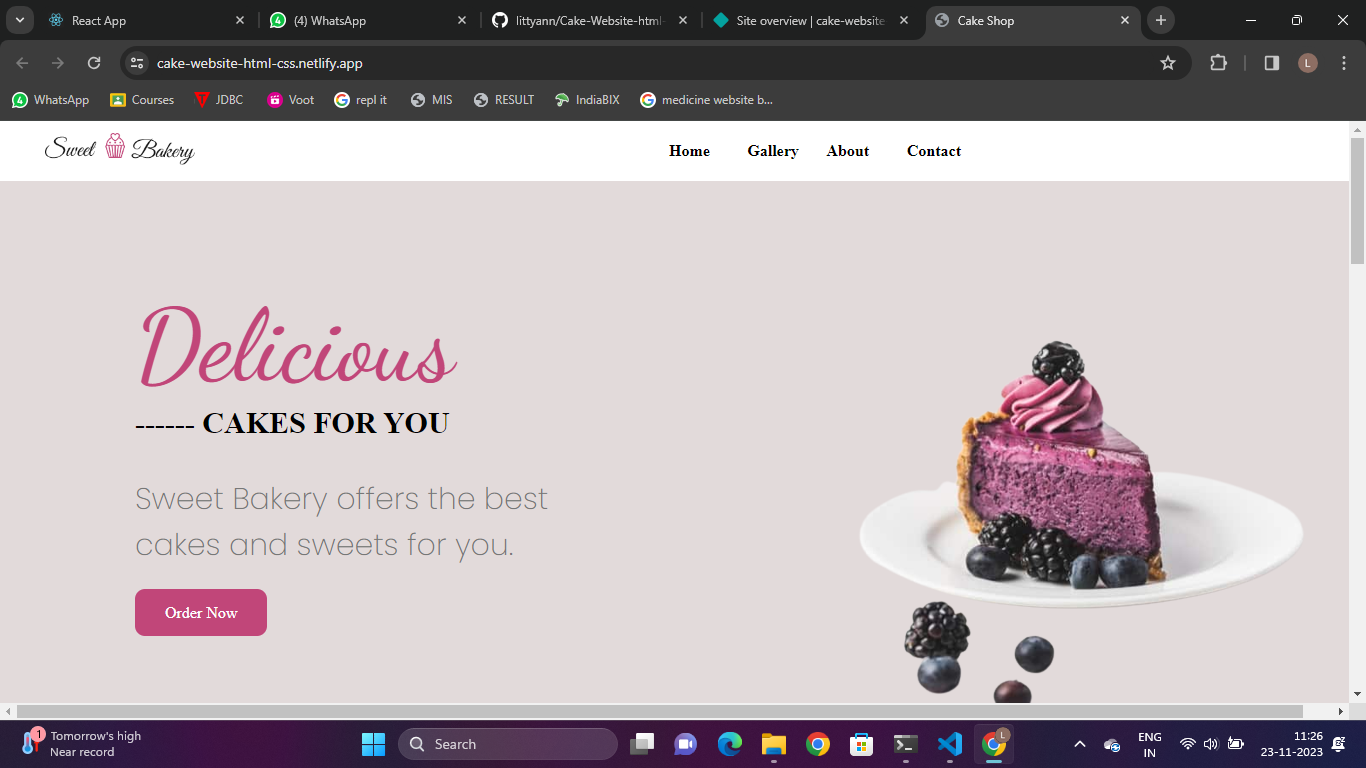 React App
(4) WhatsApp
littyann/Cake-Website-html-
Site overview | cake-website
Cake Shop
cake-website-html-css.netlify.app
L
4 WhatsApp
Courses
JDBC
Voot
repl it
MIS
RESULT
IndiaBIX
medicine website b...
Sweet Bakery
Home Gallery About Contact
Delicious
------ CAKES FOR YOU
Sweet Bakery offers the best
cakes and sweets for you.
Order Now
1
Tomorrow's high
Near record
Search
L
ENG
IN
11:26
23-11-2023